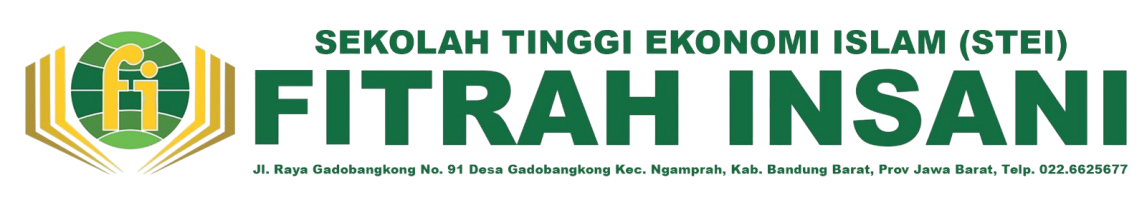 fi
SEKOLAH TINGGI EKONOMI ISLAM (STEI)
FITRAH INSANI
Jl. Raya Gadobangkong No. 91 Desa Gadobangkong Kec. Ngamprah, Kab. Bandung Barat, Prov Jawa Barat, Telp. 022.6625677